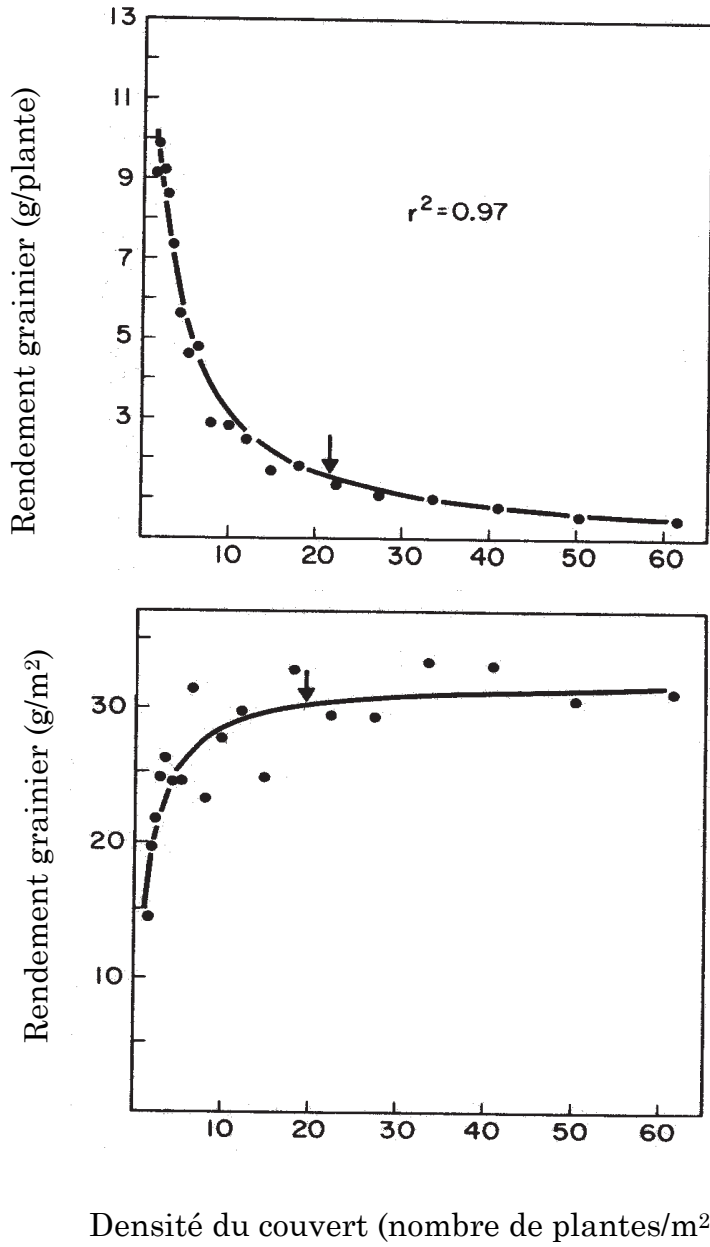 13
11
9
7
5
3
Rendement grainier (g/plante)
r²=0.97
10 20 30 40 50 60
30
20
10
Rendement grainier (g/m²)
10 20 30 40 50 60
Densité du couvert (nombre de plantes/m²